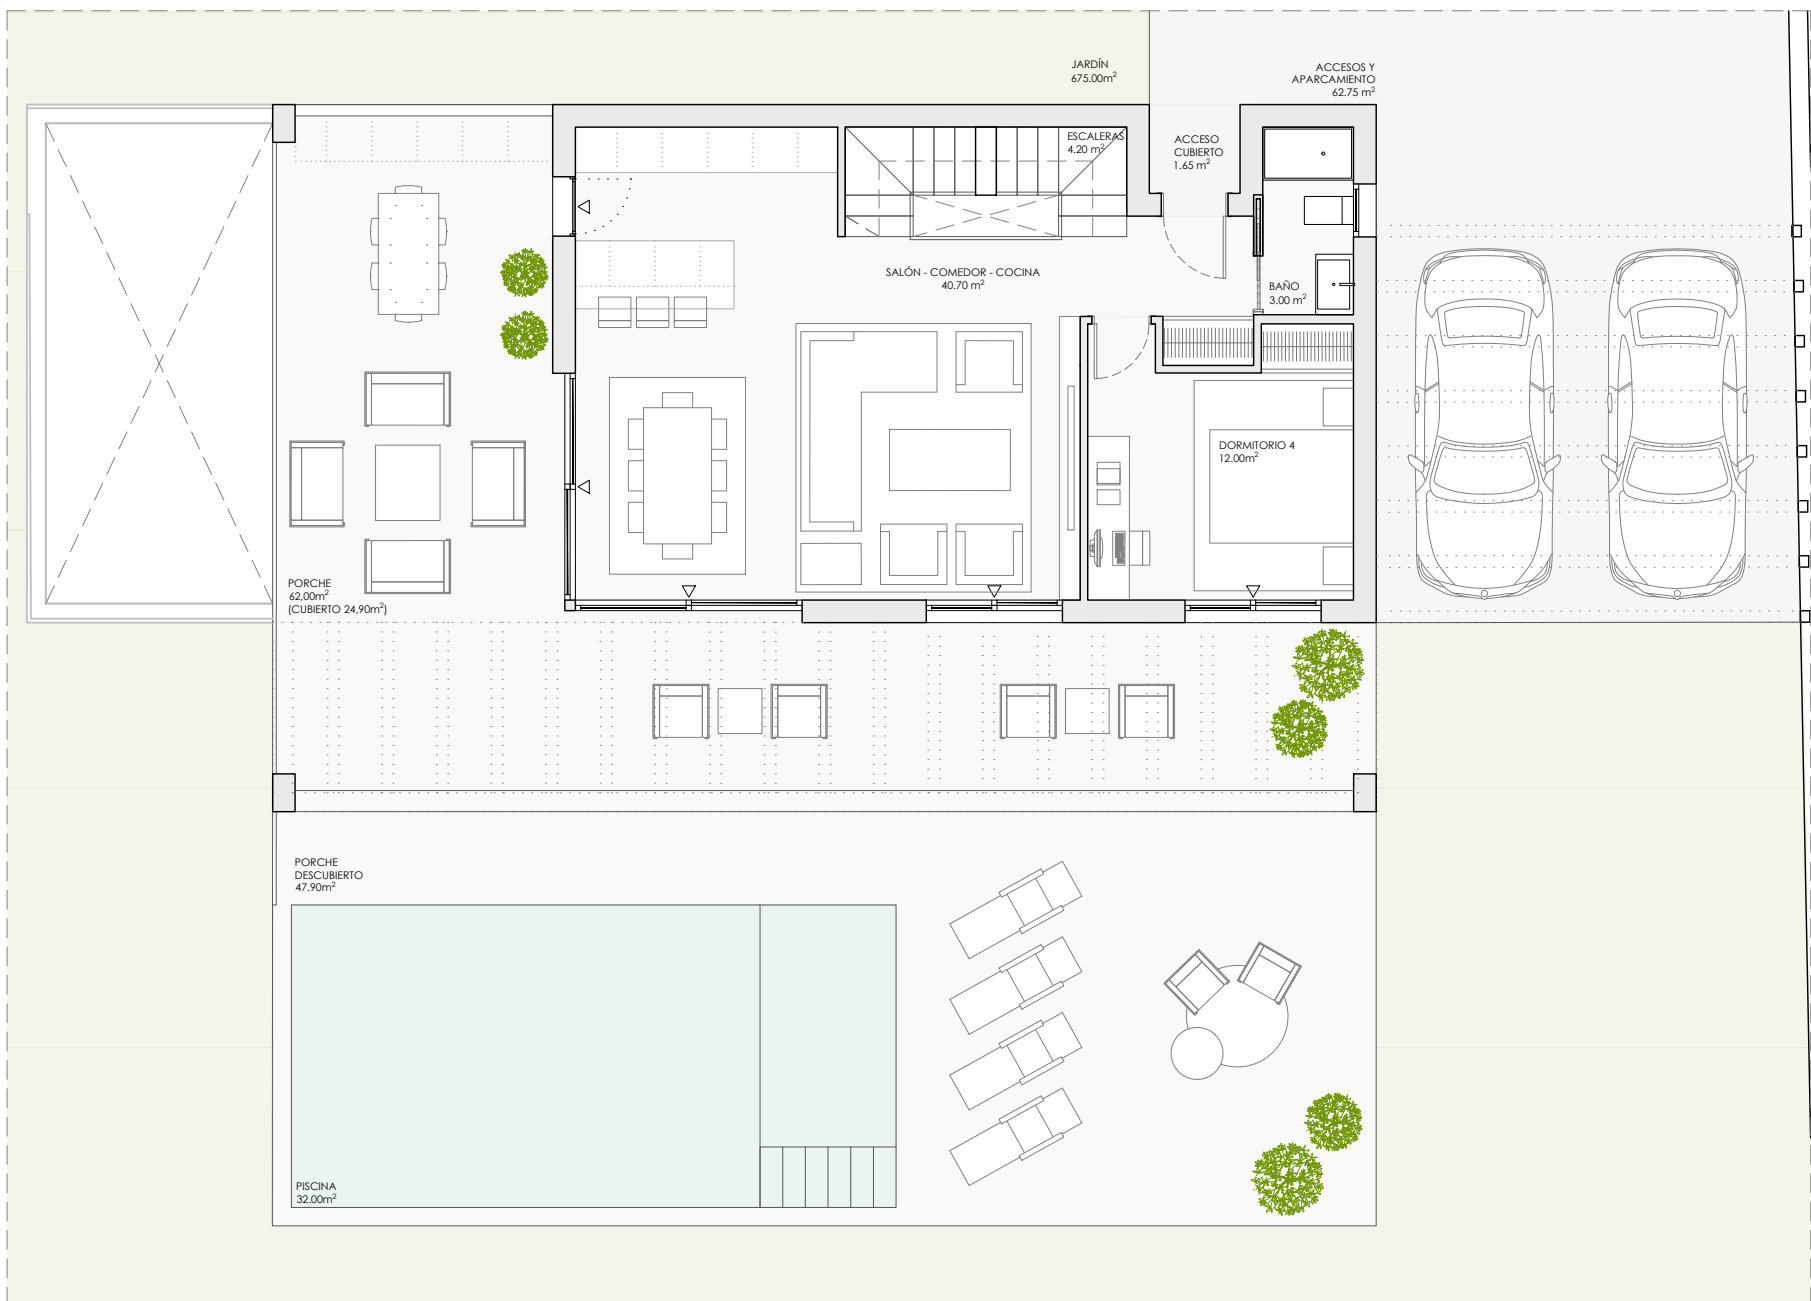 JARDÍN
675.00m²
ACCESOS Y
APARCAMIENTO
62.75 m²
ESCALERAS
4.20 m²
ACCESO
CUBIERTO
1.65 m²
SALÓN - COMEDOR - COCINA
40.70 m²
BAÑO
3.00 m²
DORMITORIO 4
12.00m²
PORCHE
62,00m²
(CUBIERTO 24,90m²)
PORCHE
DESCUBIERTO
47.90m²
PISCINA
32.00m²